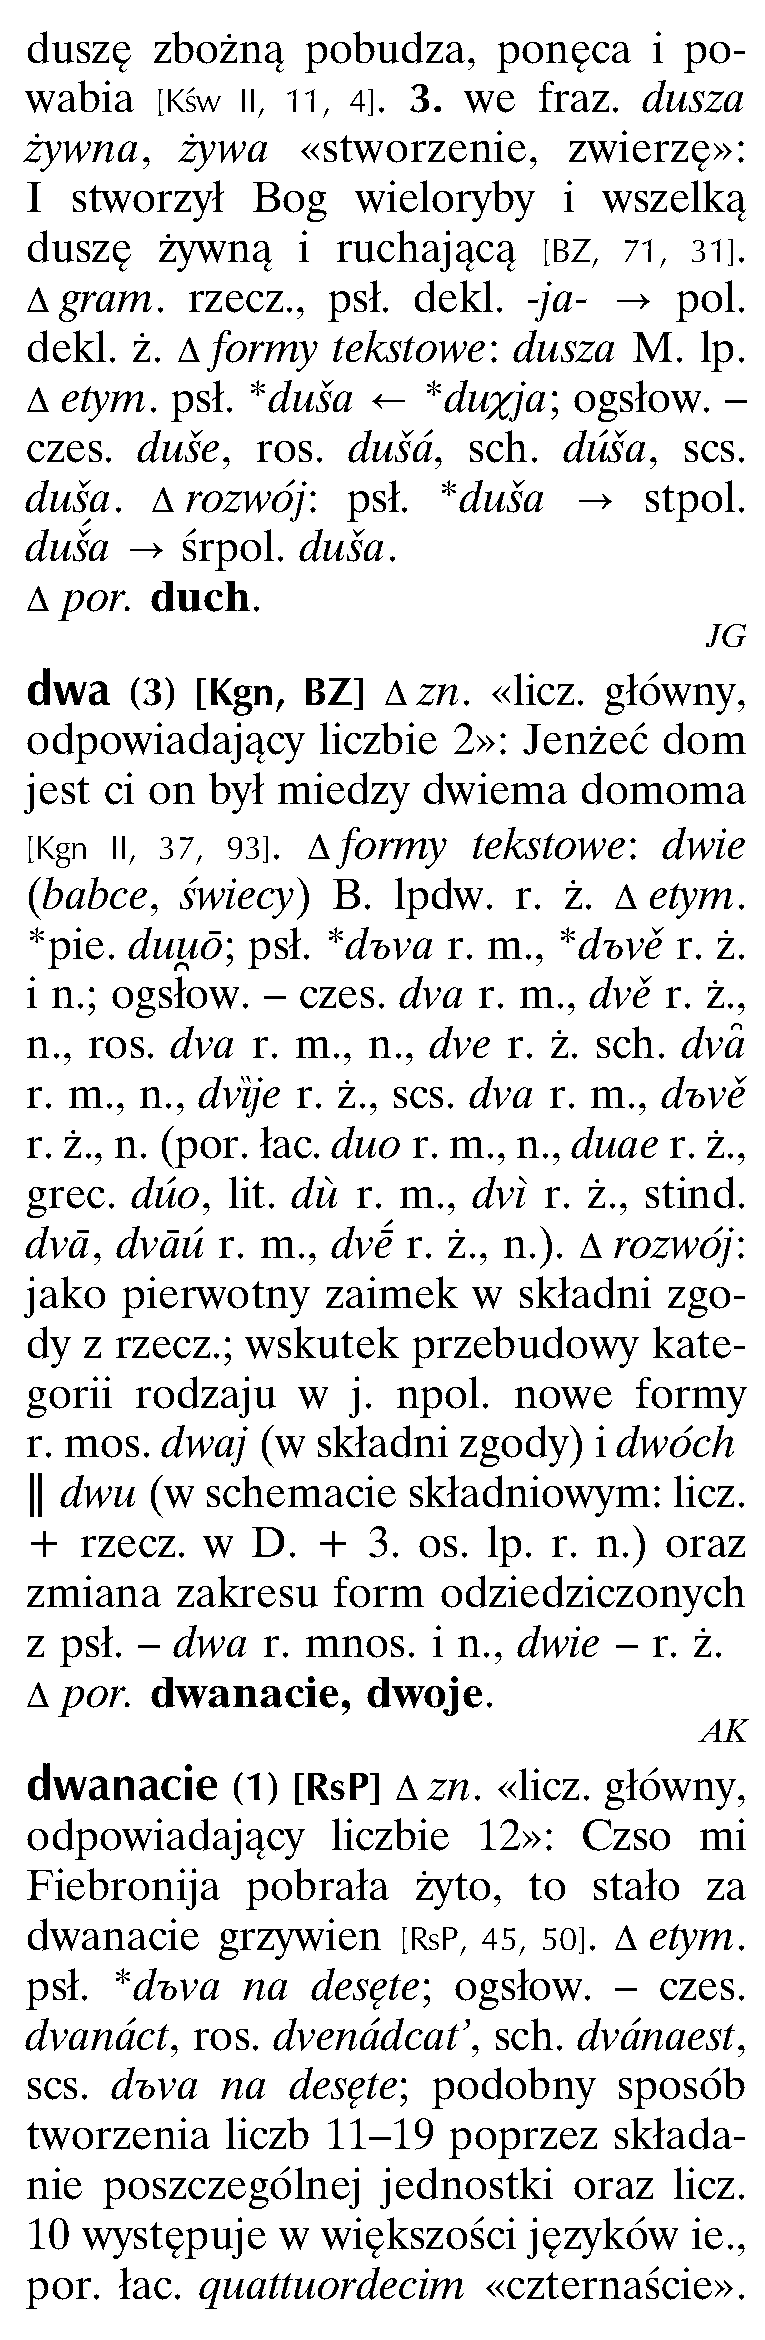 duszę zbożną pobudza, ponęca i po-
wabia [Kśw II, 11, 4]. 3. we fraz. dusza
żywna, żywa «stworzenie, zwierzę»:
I stworzył Bog wieloryby i wszelką
duszę żywną i ruchającą [BZ, 71, 31].
∆ gram. rzecz., psł. dekl. -ja- → pol.
dekl. ż. ∆ formy tekstowe: dusza M. lp.
∆ etym. psł. *duša ← *duχja; ogsłow. –
czes. duše, ros. dušá, sch. dúša, scs.
duša. ∆ rozwój: psł. *duša → stpol.
duš́a → śrpol. duša.
∆ por. duch.
JG
dwa (3) [Kgn, BZ] ∆ zn. «licz. główny,
odpowiadający liczbie 2»: Jenżeć dom
jest ci on był miedzy dwiema domoma
[Kgn II, 37, 93]. ∆ formy tekstowe: dwie
(babce, świecy) B. lpdw. r. ż. ∆ etym.
*pie. duu̯ō; psł. *dъva r. m., *dъvě r. ż.
i n.; ogsłow. – czes. dva r. m., dvě r. ż.,
n., ros. dva r. m., n., dve r. ż. sch. dvȃ
r. m., n., dvȉje r. ż., scs. dva r. m., dъvě
r. ż., n. (por. łac. duo r. m., n., duae r. ż.,
grec. dúo, lit. dù r. m., dvì r. ż., stind.
dvā, dvāú r. m., dvḗ r. ż., n.). ∆ rozwój:
jako pierwotny zaimek w składni zgo-
dy z rzecz.; wskutek przebudowy kate-
gorii rodzaju w j. npol. nowe formy
r. mos. dwaj (w składni zgody) i dwóch
‖ dwu (w schemacie składniowym: licz.
+ rzecz. w D. + 3. os. lp. r. n.) oraz
zmiana zakresu form odziedziczonych
z psł. – dwa r. mnos. i n., dwie – r. ż.
∆ por. dwanacie, dwoje.
AK
dwanacie (1) [RsP] ∆ zn. «licz. główny,
odpowiadający liczbie 12»: Czso mi
Fiebronija pobrała żyto, to stało za
dwanacie grzywien [RsP, 45, 50]. ∆ etym.
psł. *dъva na desęte; ogsłow. – czes.
dvanáct, ros. dvenádcat’, sch. dvánaest,
scs. dъva na desęte; podobny sposób
tworzenia liczb 11–19 poprzez składa-
nie poszczególnej jednostki oraz licz.
10 występuje w większości języków ie.,
por. łac. quattuordecim «czternaście».